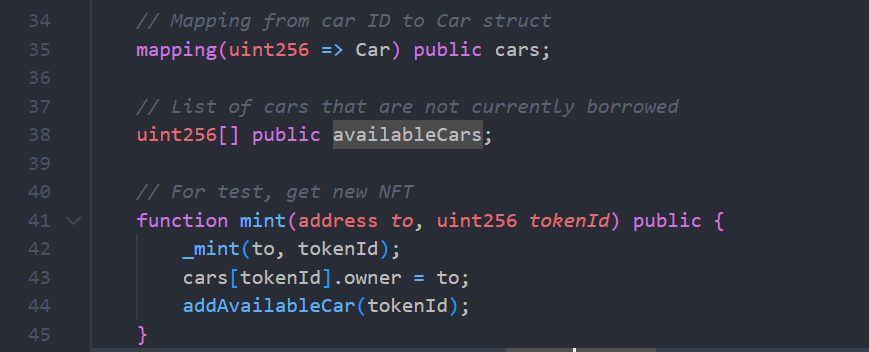 34 // Mapping from car ID to Car struct
35 mapping(uint256 => Car) public cars;
36
37 // List of cars that are not currently borrowed
38 uint256[] public availableCars;
39
40 // For test, get new NFT
41 function mint(address to, uint256 tokenId) public {
42 _mint(to, tokenId);
43 cars[tokenId].owner = to;
44 addAvailableCar(tokenId);
45 }